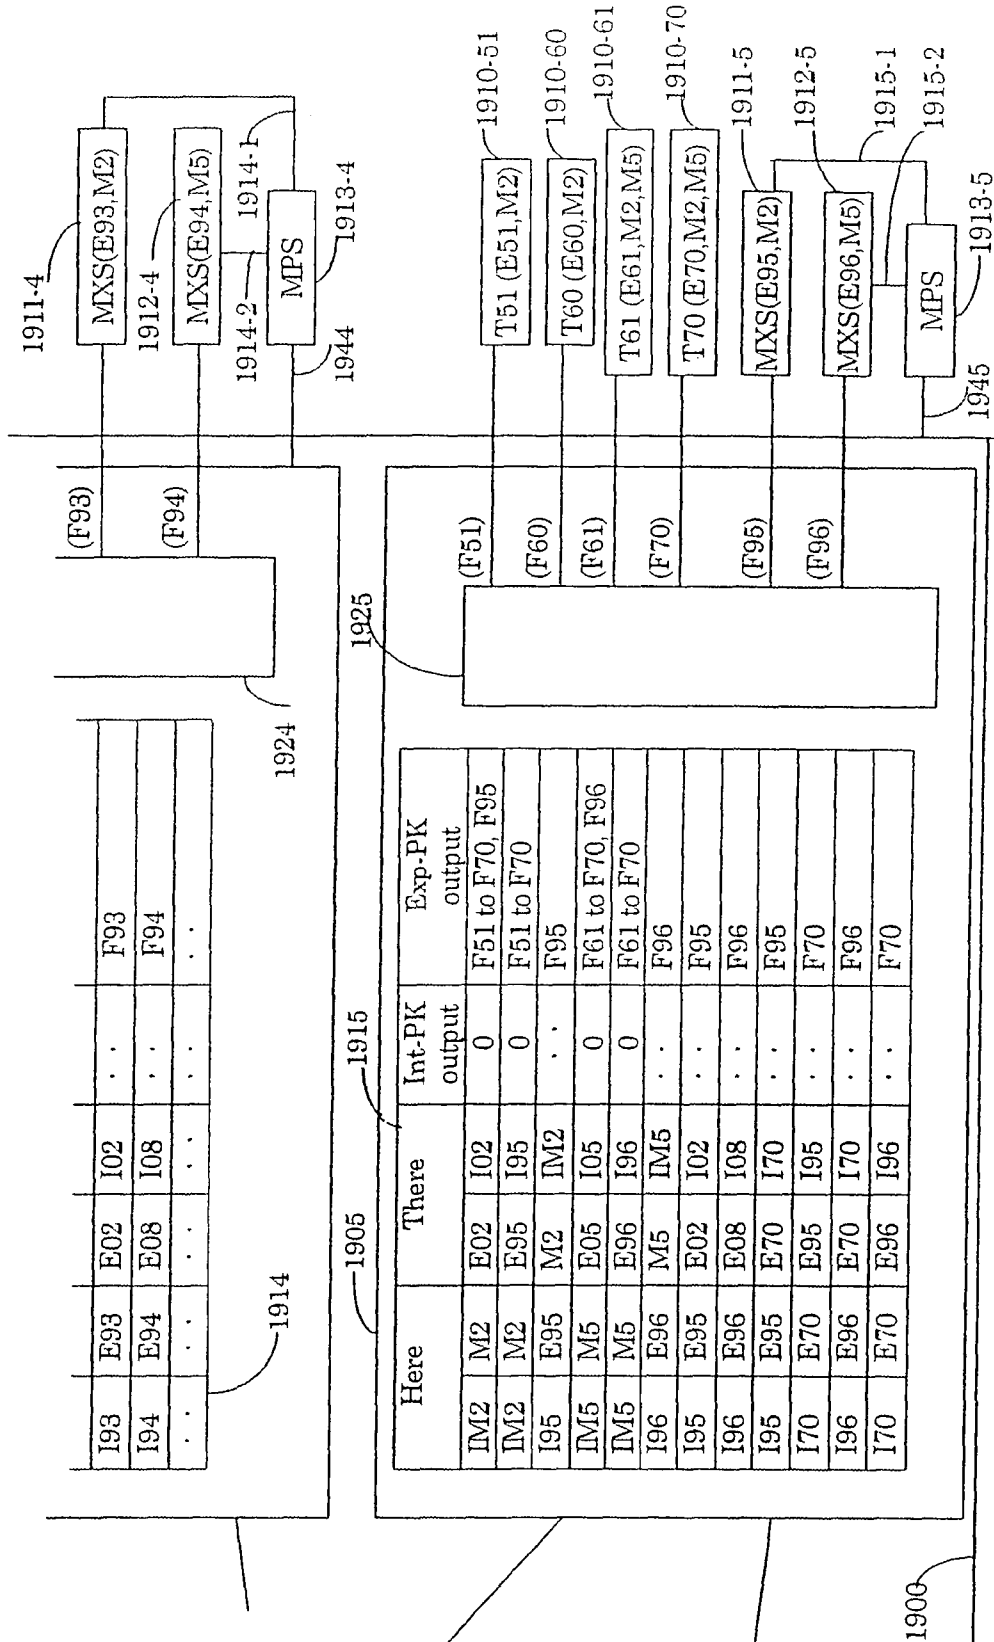 I93 E93 E02 I02 . . F93
I94 E94 E08 I08 . . F94
. . . . . . . . . . . .
1914
1924
(F93)
(F94)
1911-4
MXS(E93,M2)
1912-4
MXS(E94,M5)
1914-2
1914-1
MPS
1913-4
1944
1905
1915
1925
Here There Int-PK output Exp-PK output
IM2 M2 E02 I02 0 F51 to F70, F95
IM2 M2 E95 I95 0 F51 to F70
I95 E95 M2 IM2 . . F95
IM5 M5 E05 I05 0 F61 to F70, F96
IM5 M5 E96 I96 0 F61 to F70
I96 E96 M5 IM5 . . F96
I95 E95 E02 I02 . . F95
I96 E96 E08 I08 . . F96
I95 E95 E70 I70 . . F95
I70 E70 E95 I95 . . F70
I96 E96 E70 I70 . . F96
I70 E70 E96 I96 . . F70
(F51)
(F60)
(F61)
(F70)
(F95)
(F96)
T51 (E51,M2)
1910-51
T60 (E60,M2)
1910-60
T61 (E61,M2,M5)
1910-61
T70 (E70,M2,M5)
1910-70
MXS(E95,M2)
1911-5
MXS(E96,M5)
1912-5
1915-1
1915-2
MPS
1913-5
1945
1900